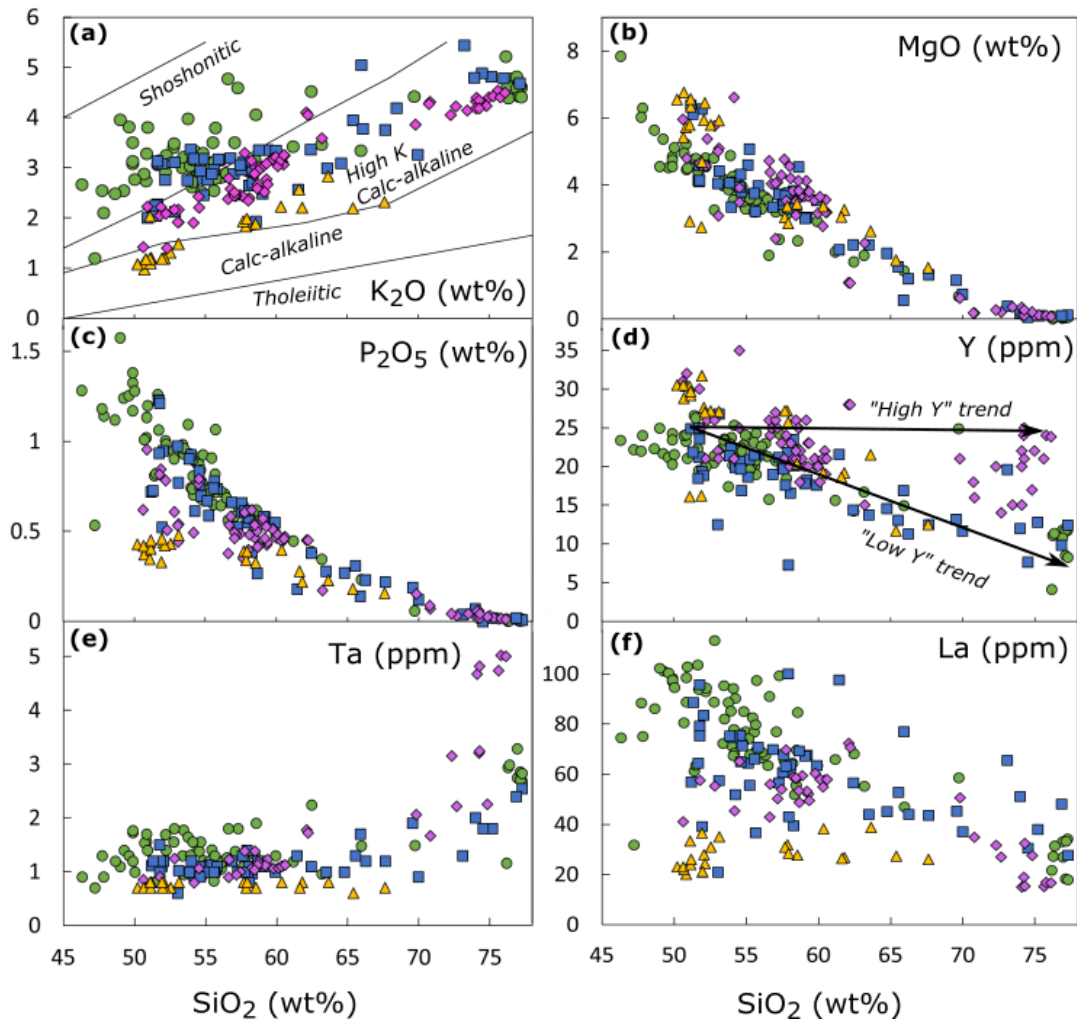 (a)
6
5
4
3
2
1
0
Shoshonitic
High K
Calc-alkaline
Calc-alkaline
Tholeiitic
K2O (wt%)
(b)
MgO (wt%)
8
6
4
2
0
(c)
P2O5 (wt%)
1.5
1
0.5
0
(d)
Y (ppm)
35
30
25
20
15
10
5
0
"High Y" trend
"Low Y" trend
(e)
Ta (ppm)
5
4
3
2
1
0
45 50 55 60 65 70 75
SiO2 (wt%)
(f)
La (ppm)
100
80
60
40
20
0
45 50 55 60 65 70 75
SiO2 (wt%)